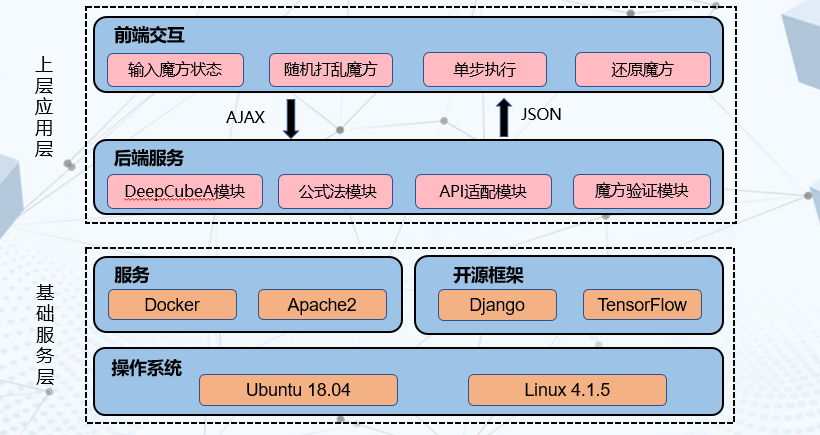 上层应用层
前端交互
输入魔方状态
随机打乱魔方
单步执行
还原魔方
AJAX
JSON
后端服务
DeepCubeA模块
公式法模块
API适配模块
魔方验证模块
基础服务层
服务
Docker
Apache2
开源框架
Django
TensorFlow
操作系统
Ubuntu 18.04
Linux 4.1.5